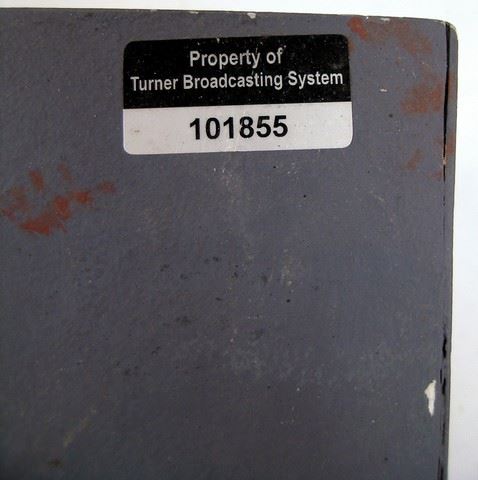 Property of
Turner Broadcasting System
101855